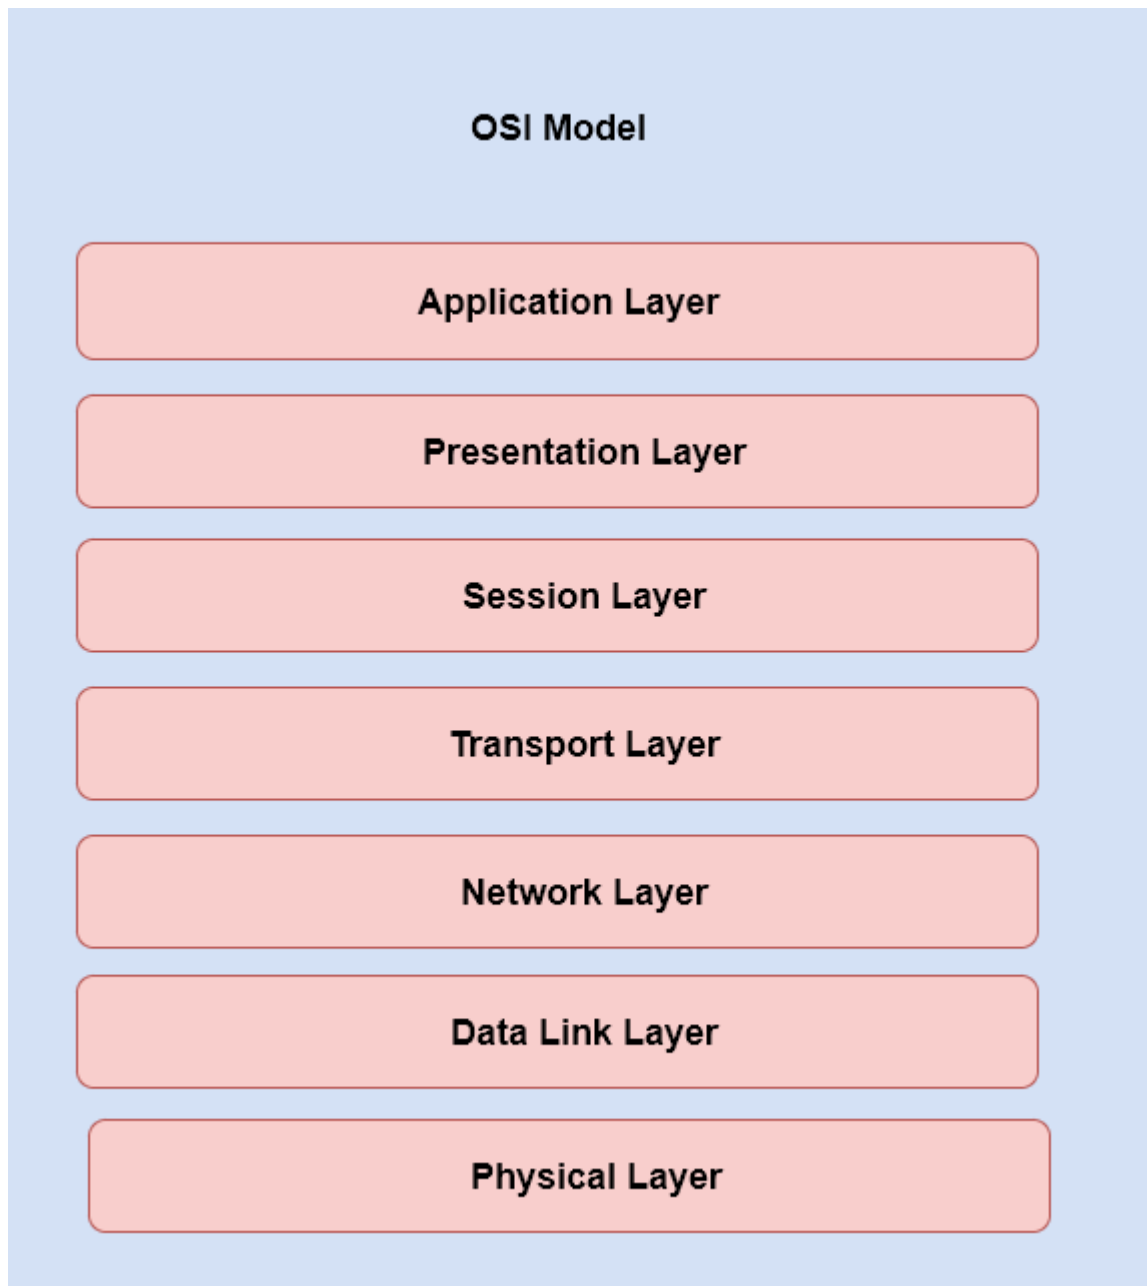 OSI Model
Application Layer
Presentation Layer
Session Layer
Transport Layer
Network Layer
Data Link Layer
Physical Layer